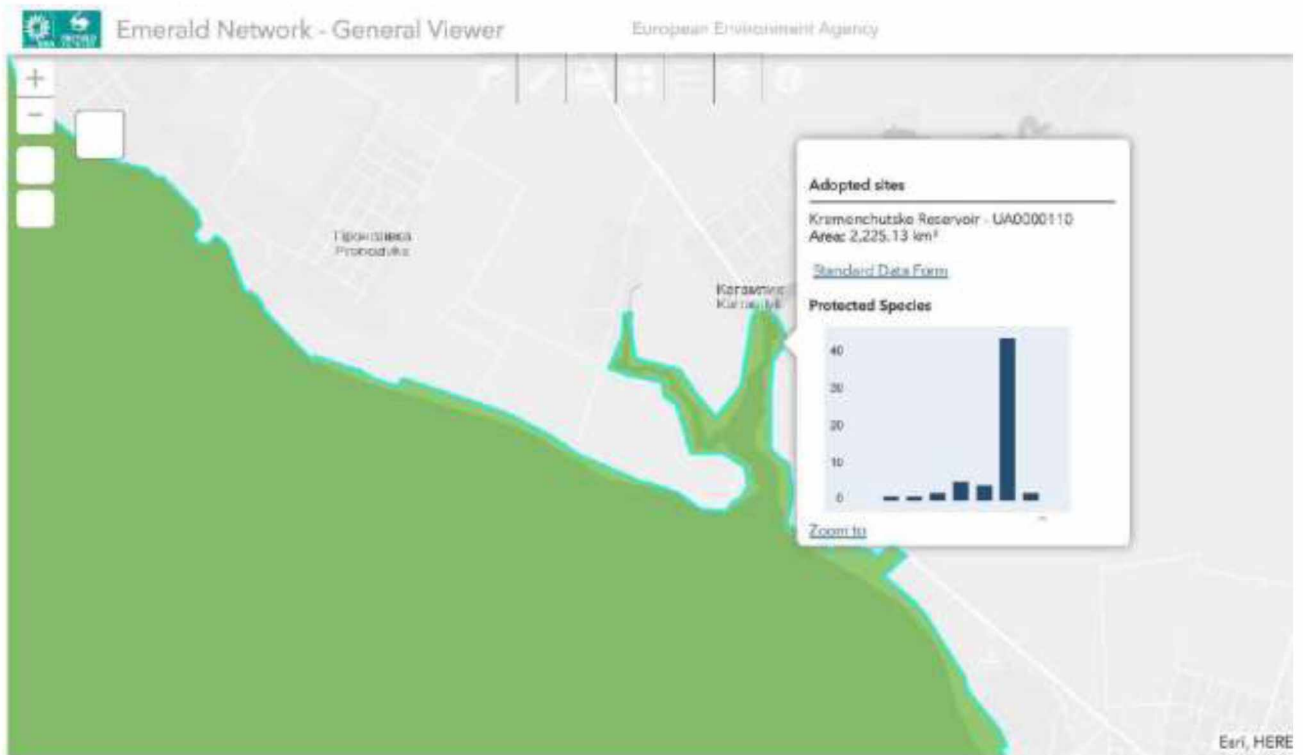 Emerald Network - General Viewer
European Environment Agency
+
−
Adopted sites
Kremenchutske Reservoir - UA0000110
Area: 2,225.13 km²
Standard Data Form
Protected Species
40
30
20
10
0
Zoom to
Esri, HERE